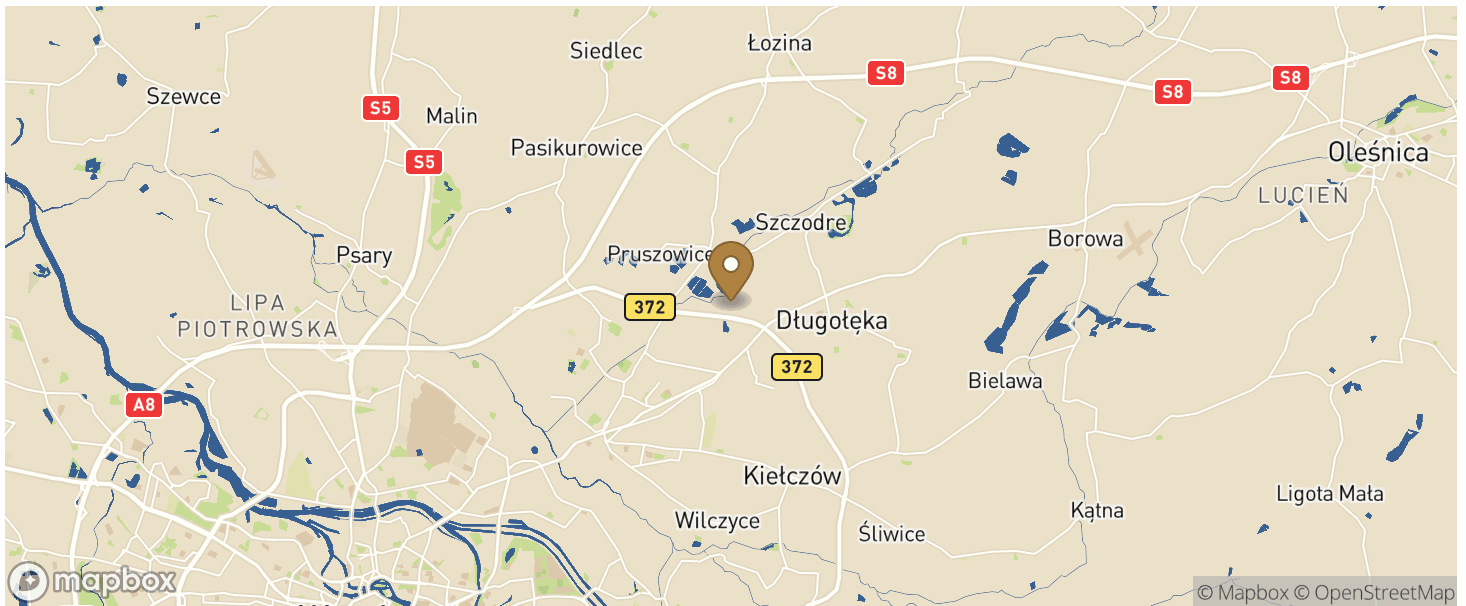 Łozina
Siedlec
S8
S8
S8
Szewce
S5
Malin
Pasikurowice
Oleśnica
S5
LUCIEŃ
Szczodre
Borowa
Psary
Pruszowice
LIPA
PIOTROWSKA
372
Długołęka
372
Bielawa
A8
Kiełczów
Ligota Mała
Kątna
Wilczyce
Śliwice
mapbox
© Mapbox © OpenStreetMap